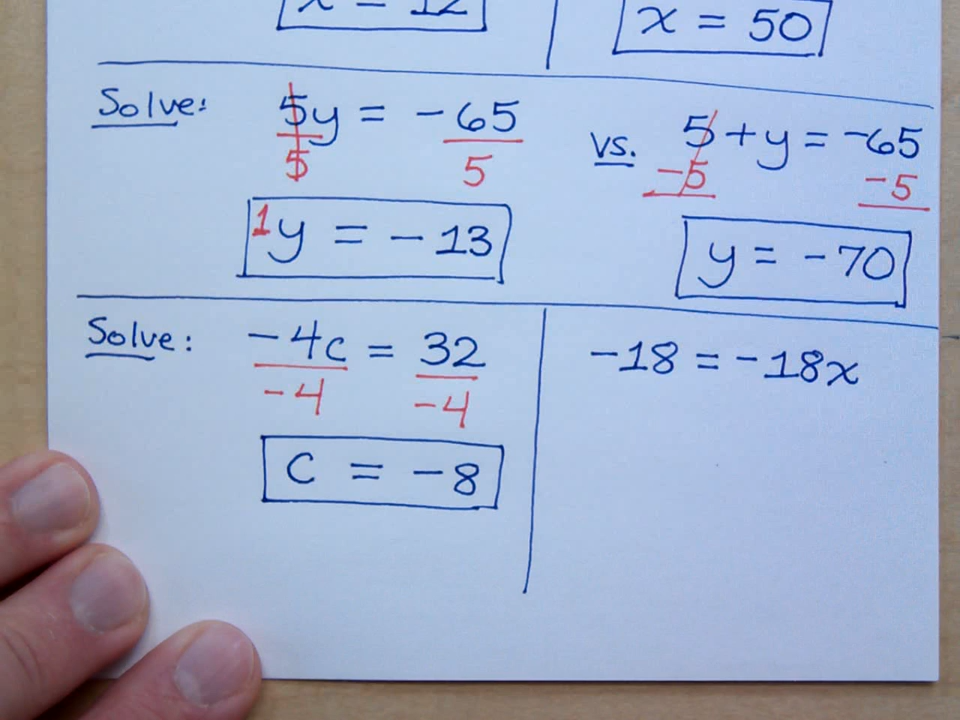 x = 12
x = 50
Solve: 5y = -65 vs. 5 + y = -65
5 5 -5 -5
1y = -13 y = -70
Solve: -4c = 32 -18 = -18x
-4 -4
c = -8